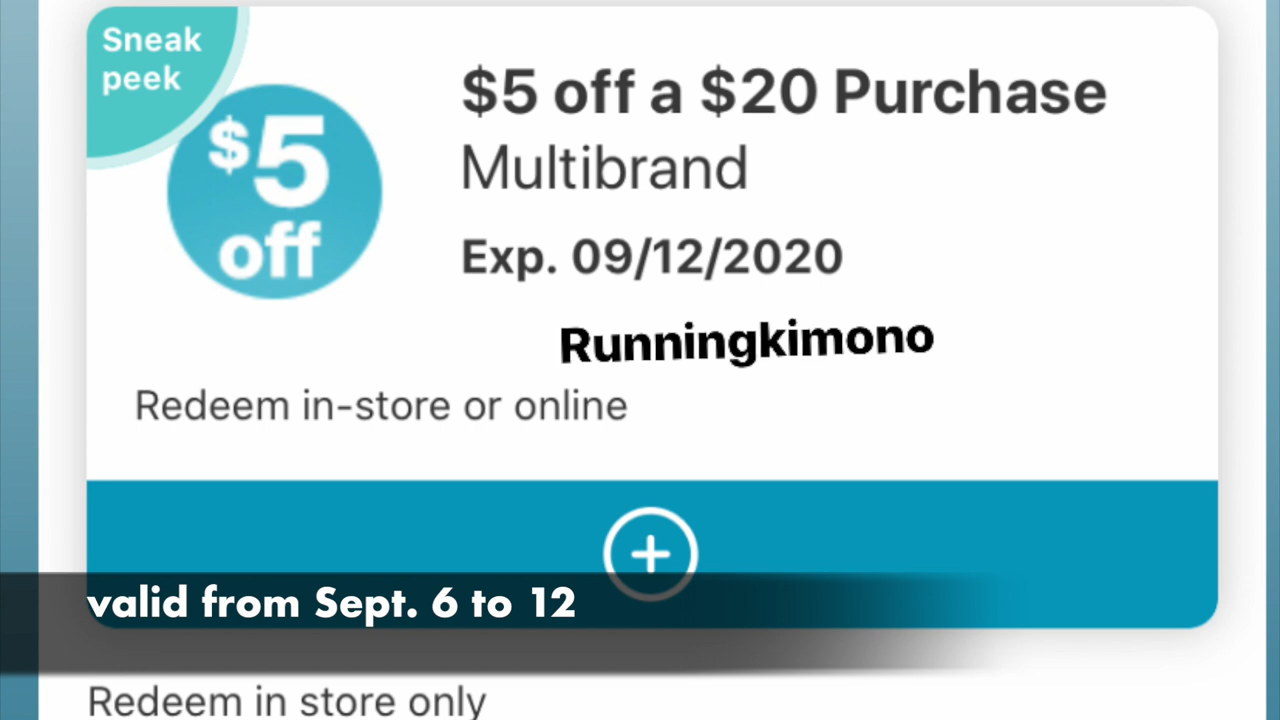 Sneak
peek
$5
off
$5 off a $20 Purchase
Multibrand
Exp. 09/12/2020
Runningkimono
Redeem in-store or online
valid from Sept. 6 to 12
Redeem in store only